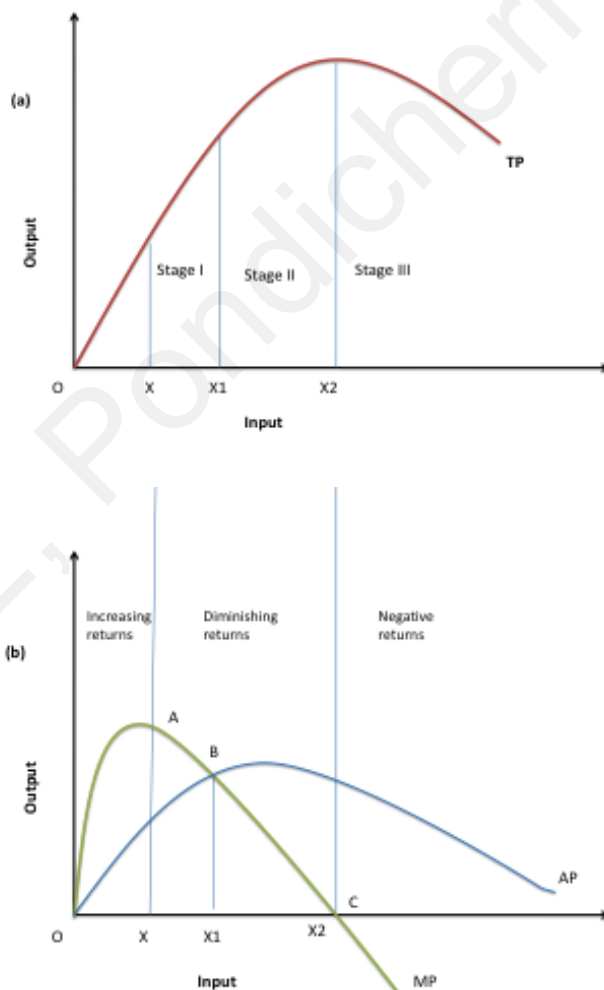 (a)
Output
TP
Stage I
Stage II
Stage III
O
X
X1
X2
Input
Increasing
returns
Diminishing
returns
Negative
returns
(b)
Output
A
B
C
AP
O
X
X1
X2
Input
MP